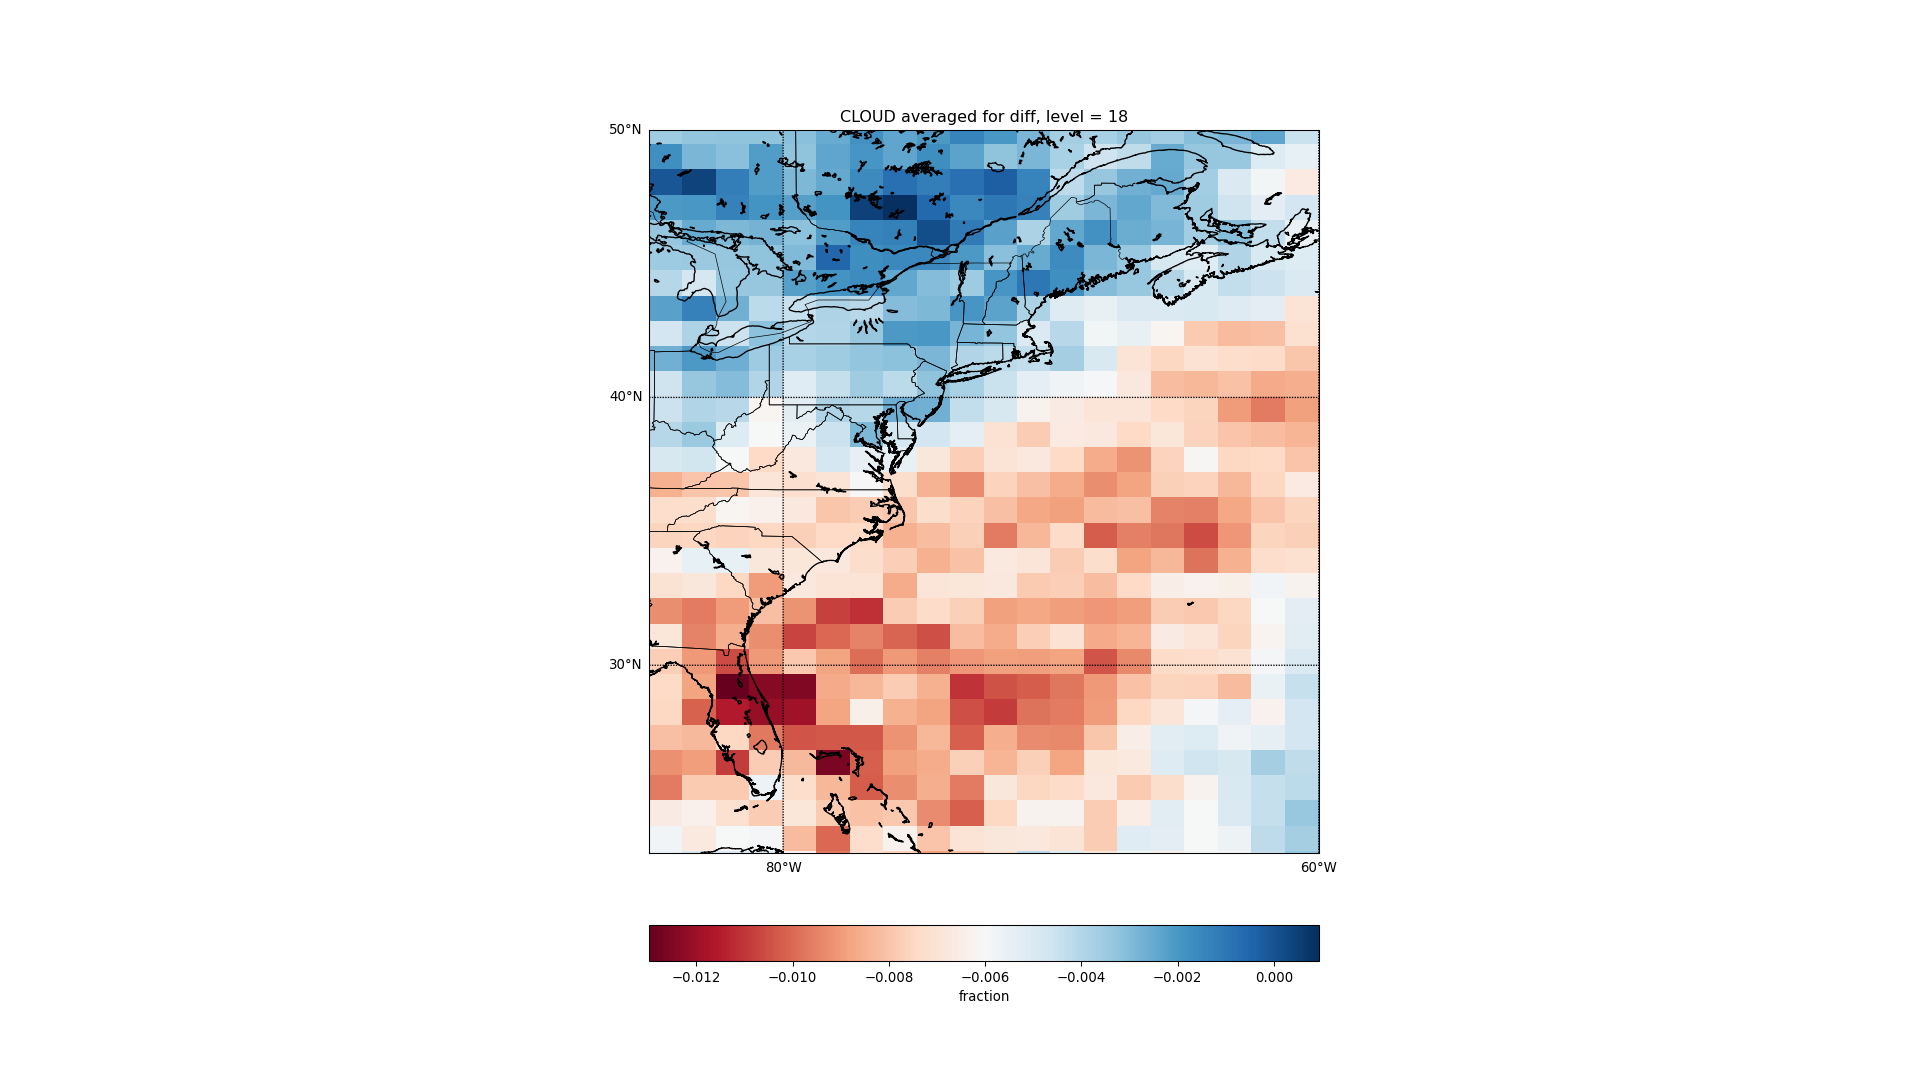 CLOUD averaged for diff, level = 18
50°N
40°N
30°N
80°W 60°W
−0.012 −0.010 −0.008 −0.006 −0.004 −0.002 0.000
fraction